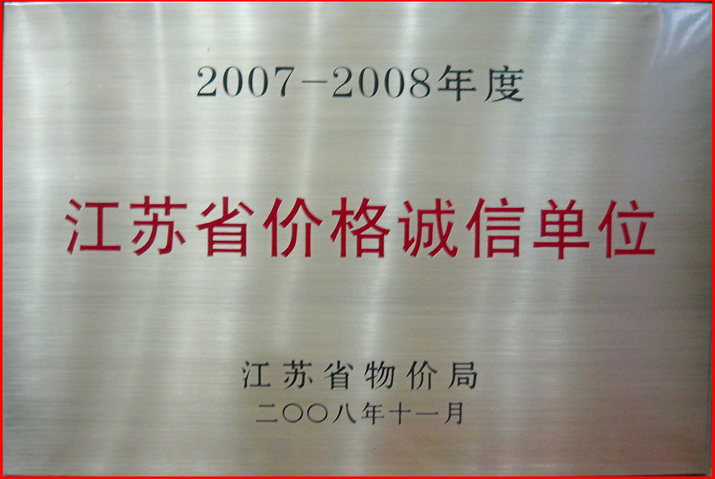 2007-2008年度
江苏省价格诚信单位
江苏省物价局
二〇〇八年十一月